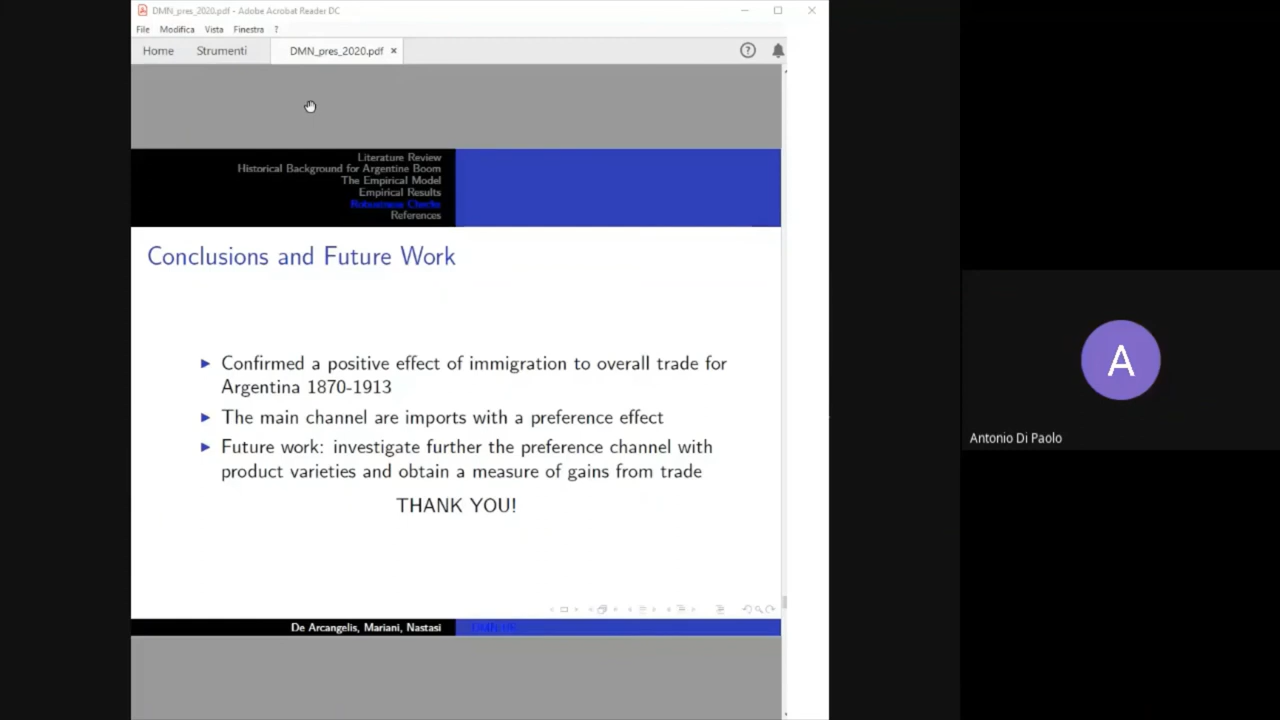 DMN_pres_2020.pdf - Adobe Acrobat Reader DC
File Modifica Vista Finestra ?
Home Strumenti DMN_pres_2020.pdf ×
Literature Review
Historical Background for Argentine Boom
The Empirical Model
Empirical Results
Robustness Checks
References
Conclusions and Future Work
Confirmed a positive effect of immigration to overall trade for
Argentina 1870-1913
The main channel are imports with a preference effect
Future work: investigate further the preference channel with
product varieties and obtain a measure of gains from trade
THANK YOU!
De Arcangelis, Mariani, Nastasi
A
Antonio Di Paolo